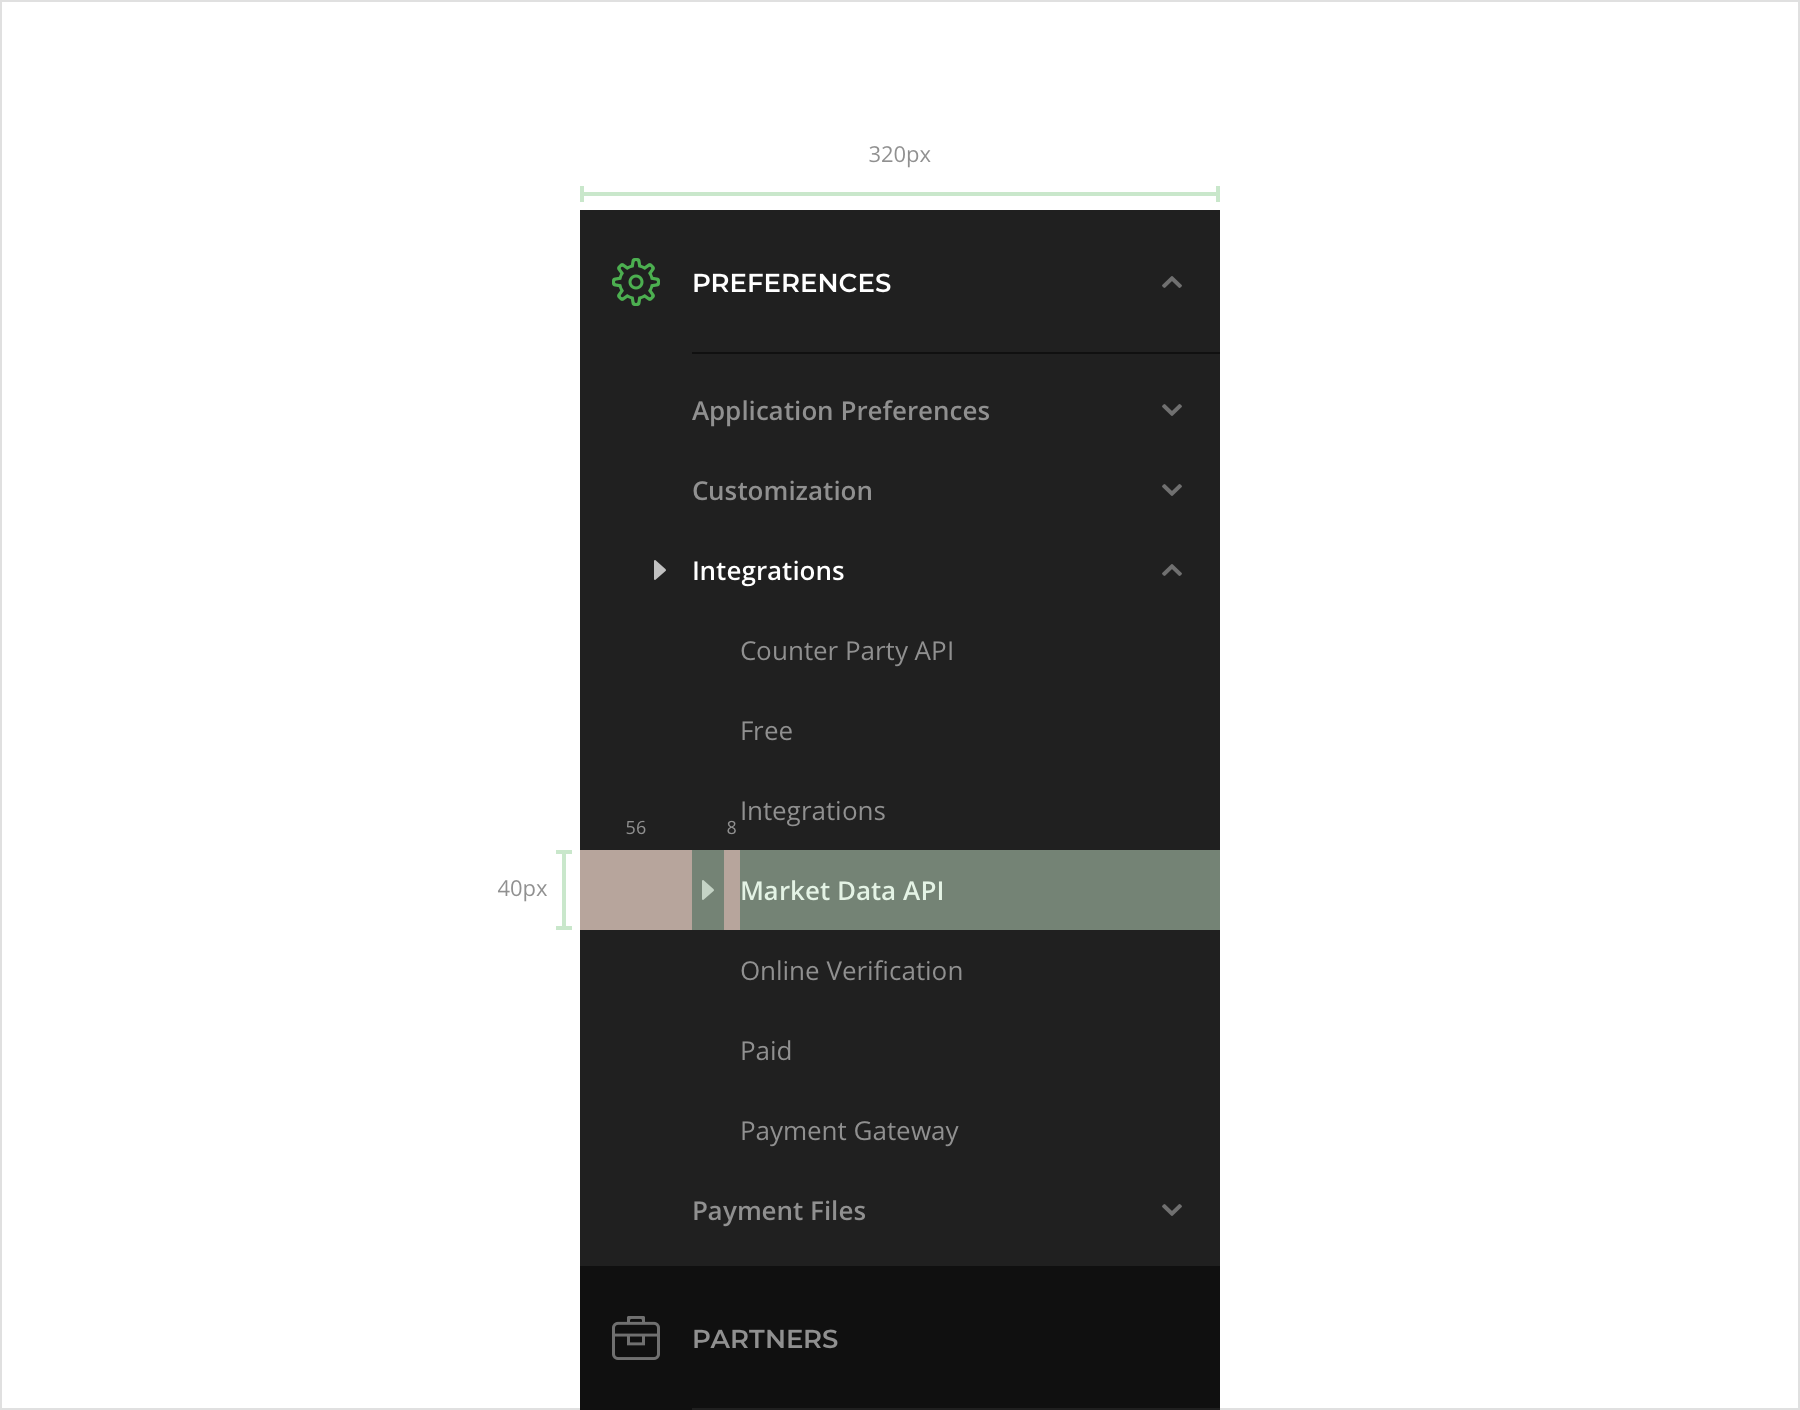 320px
PREFERENCES
Application Preferences
Customization
Integrations
Counter Party API
Free
Integrations
56
8
40px
Market Data API
Online Verification
Paid
Payment Gateway
Payment Files
PARTNERS